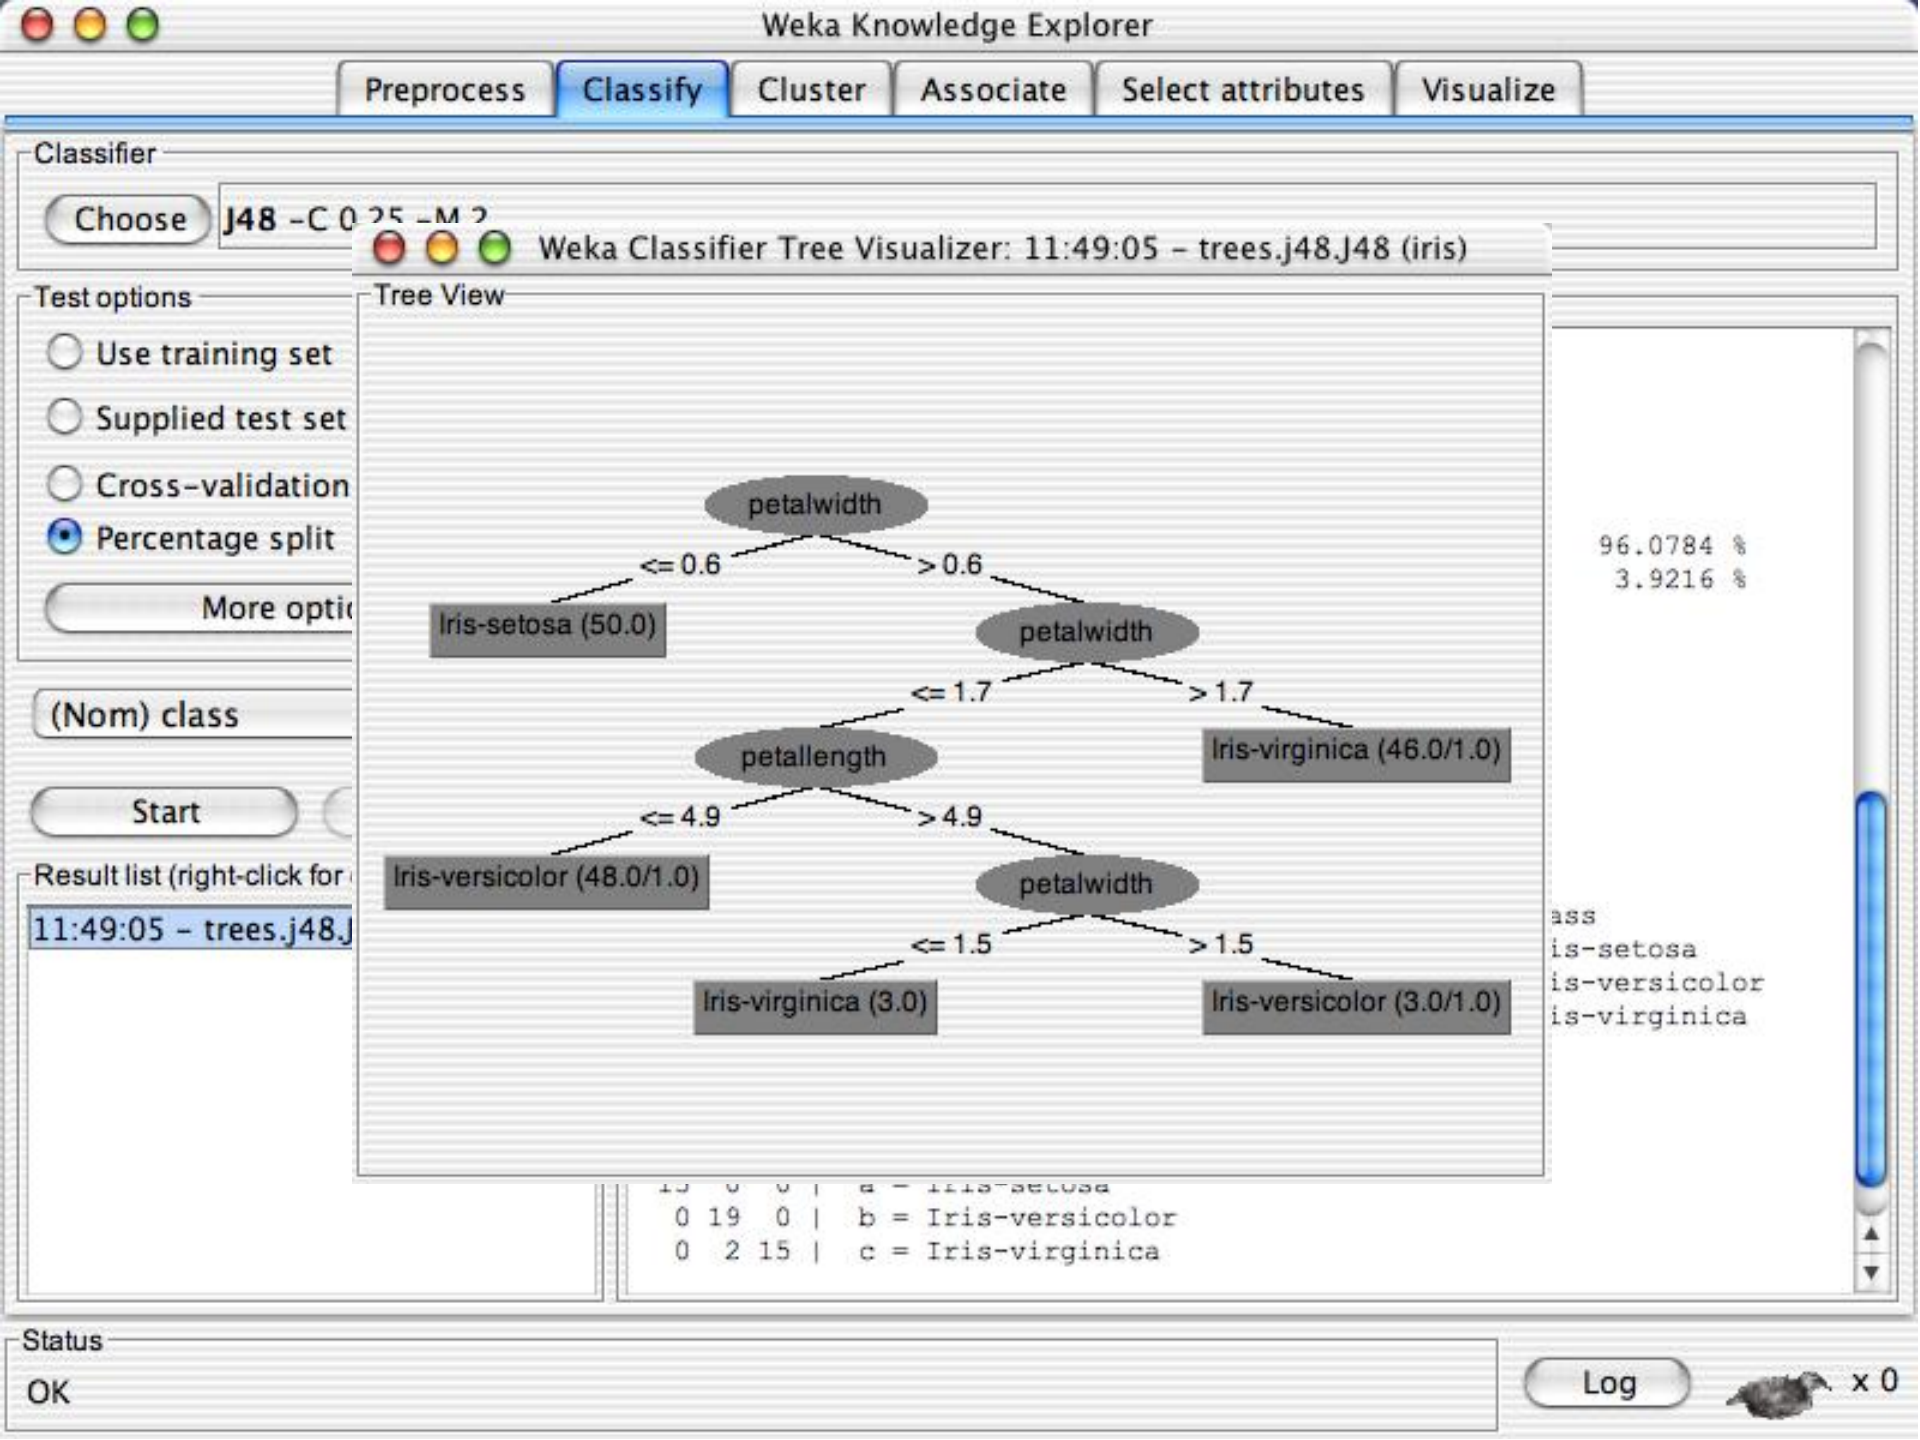 Weka Knowledge Explorer
Preprocess Classify Cluster Associate Select attributes Visualize
Classifier
Choose J48 -C 0.25 -M 2
Weka Classifier Tree Visualizer: 11:49:05 - trees.j48.J48 (iris)
Test options
Tree View
Use training set
Supplied test set
Cross-validation
Percentage split
More
(Nom) class
Start
Result list (right-click for
11:49:05 - trees.j48.J
petalwidth
<= 0.6 > 0.6
Iris-setosa (50.0) petalwidth
<= 1.7 > 1.7
petallength Iris-virginica (46.0/1.0)
<= 4.9 > 4.9
Iris-versicolor (48.0/1.0) petalwidth
<= 1.5 > 1.5
Iris-virginica (3.0) Iris-versicolor (3.0/1.0)
96.0784 %
3.9216 %
ass
is-setosa
is-versicolor
is-virginica
a = Iris-setosa
0 19 0 | b = Iris-versicolor
0 2 15 | c = Iris-virginica
Status
OK
Log x 0